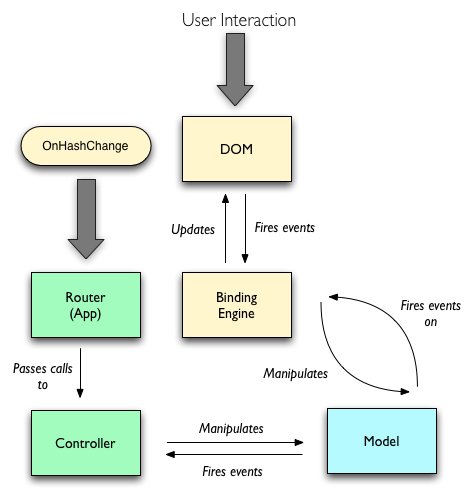 User Interaction
OnHashChange
DOM
Updates
Fires events
Router
(App)
Binding
Engine
Fires events
on
Passes calls
to
Manipulates
Controller
Manipulates
Fires events
Model